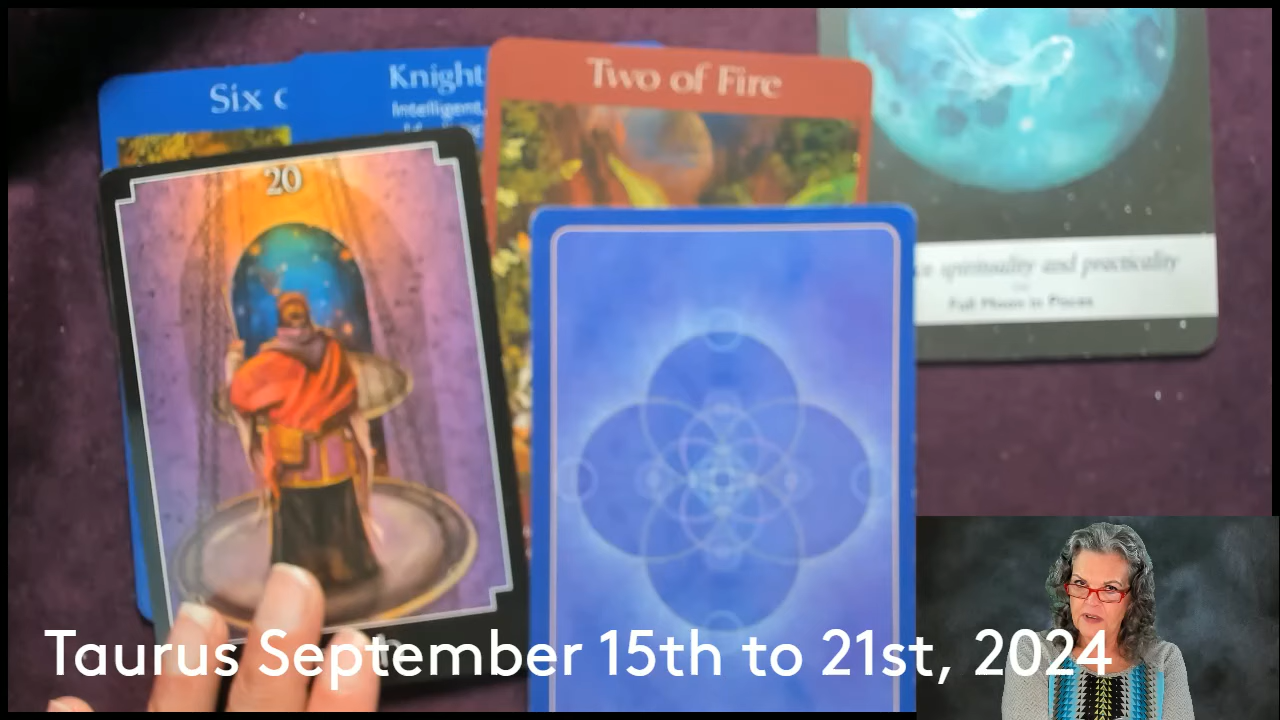 Six
Knight
Intelligent,
Two of Fire
20
spirituality and practicality
Full Moon in Pisces
Taurus September 15th to 21st, 2024